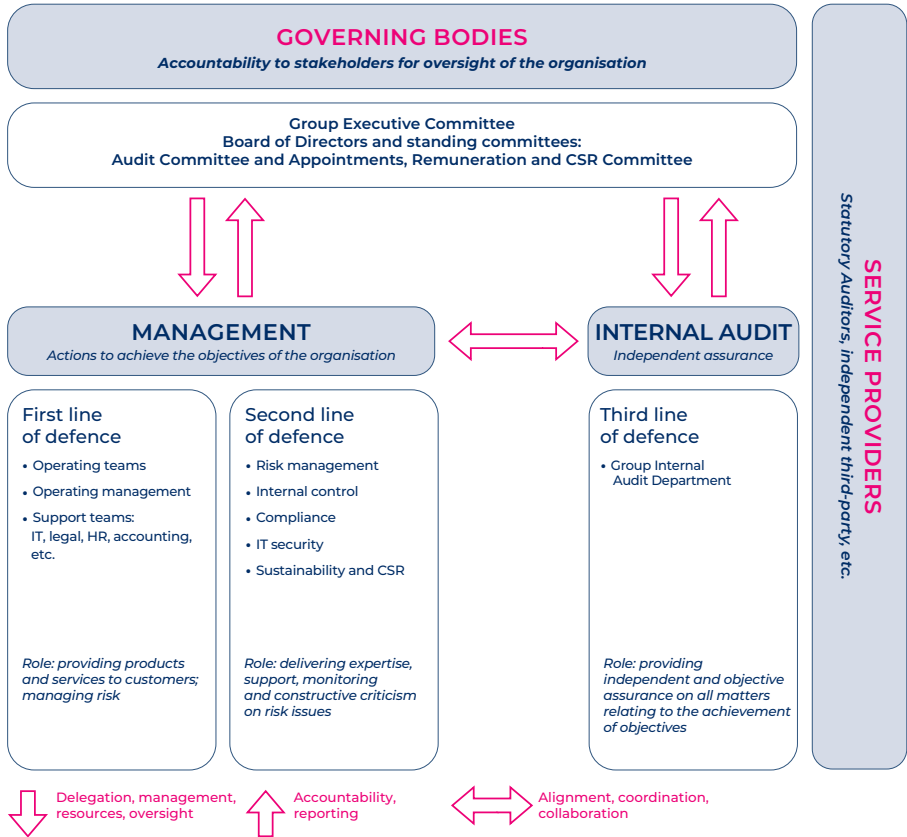 GOVERNING BODIES
Accountability to stakeholders for oversight of the organisation
Group Executive Committee
Board of Directors and standing committees:
Audit Committee and Appointments, Remuneration and CSR Committee
MANAGEMENT
Actions to achieve the objectives of the organisation
INTERNAL AUDIT
Independent assurance
First line
of defence
• Operating teams
• Operating management
• Support teams:
IT, legal, HR, accounting,
etc.
Role: providing products
and services to customers;
managing risk
Second line
of defence
• Risk management
• Internal control
• Compliance
• IT security
• Sustainability and CSR
Role: delivering expertise,
support, monitoring
and constructive criticism
on risk issues
Third line
of defence
• Group Internal
Audit Department
Role: providing
independent and objective
assurance on all matters
relating to the achievement
of objectives
SERVICE PROVIDERS
Statutory Auditors, independent third-party, etc.
Delegation, management,
resources, oversight
Accountability,
reporting
Alignment, coordination,
collaboration